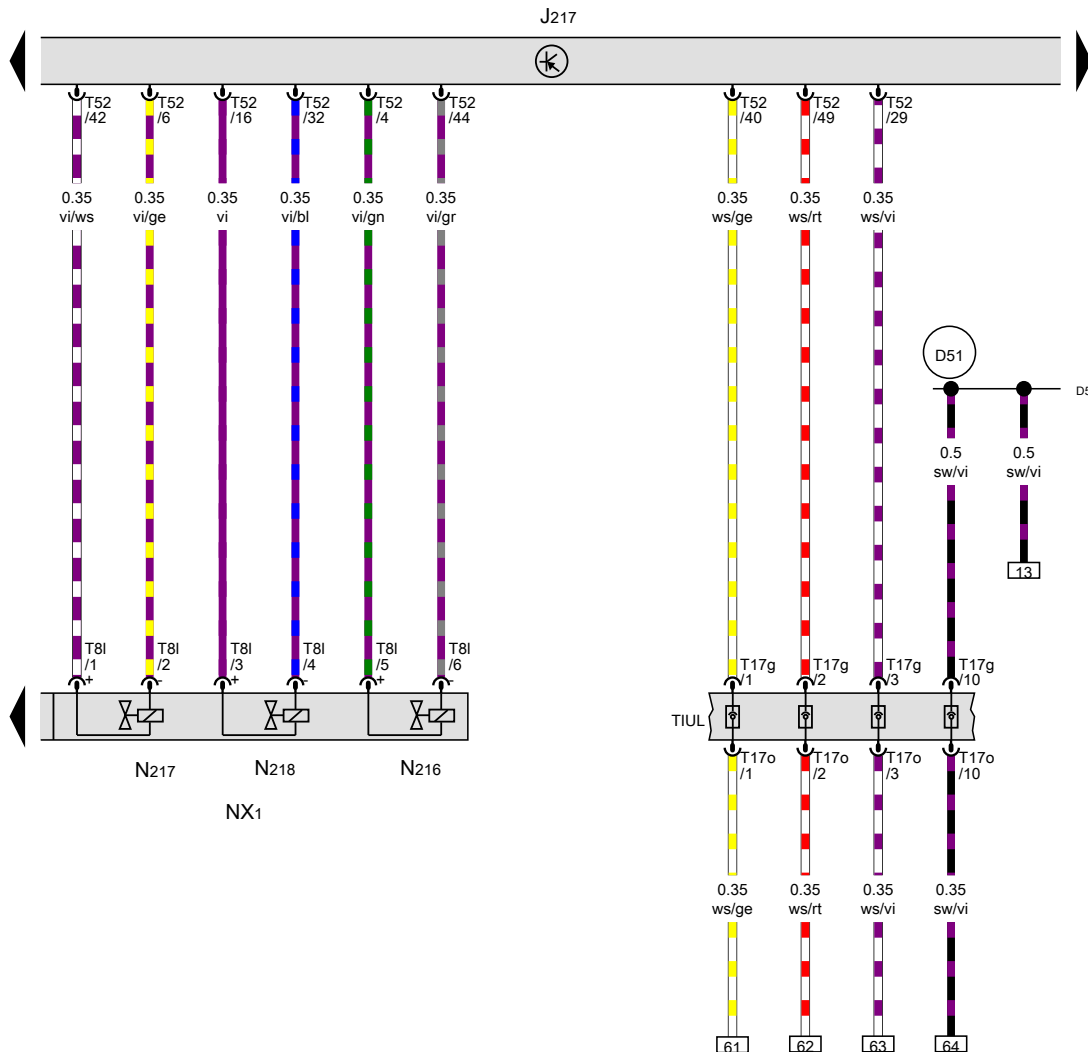 J217
T52 T52 T52 T52 T52 T52 T52 T52 T52
/42 /6 /16 /32 /4 /44 /40 /49 /29
0.35 0.35 0.35 0.35 0.35 0.35 0.35 0.35 0.35
vi/ws vi/ge vi vi/bl vi/gn vi/gr ws/ge ws/rt ws/vi
D51
D5
0.5 0.5
sw/vi sw/vi
13
T8l T8l T8l T8l T8l T8l T17g T17g T17g T17g
/1 /2 /3 /4 /5 /6 /1 /2 /3 /10
+ - + - + -
TIUL
N217 N218 N216
T17o T17o T17o T17o
/1 /2 /3 /10
NX1
0.35 0.35 0.35 0.35
ws/ge ws/rt ws/vi sw/vi
61 62 63 64